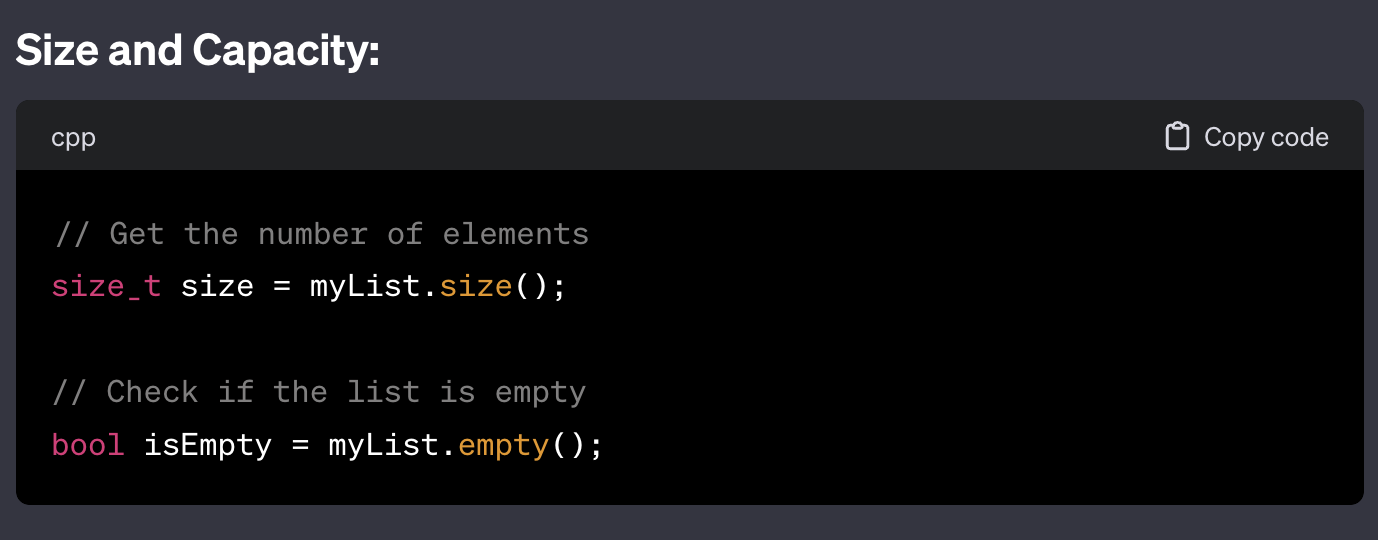 Size and Capacity:
cpp
Copy code
// Get the number of elements
size_t size = myList.size();
// Check if the list is empty
bool isEmpty = myList.empty();